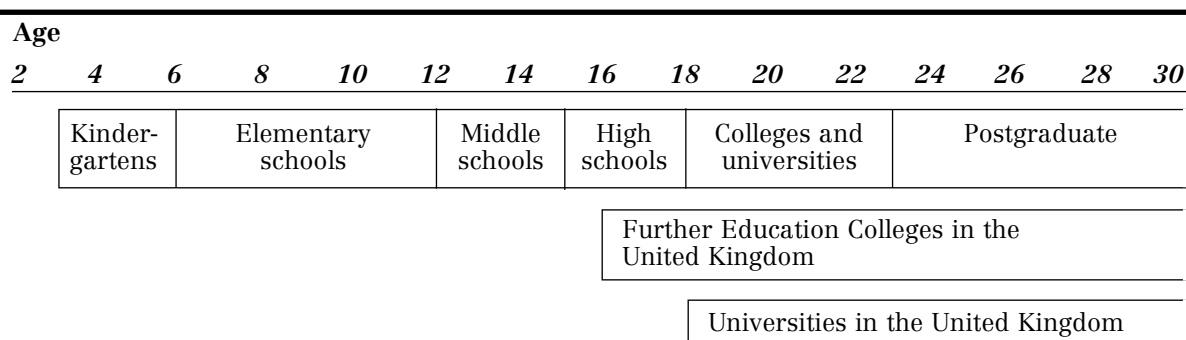 Age
2 4 6 8 10 12 14 16 18 20 22 24 26 28 30
Kinder- Elementary Middle High Colleges and Postgraduate
gartens schools schools schools universities
Further Education Colleges in the
United Kingdom
Universities in the United Kingdom